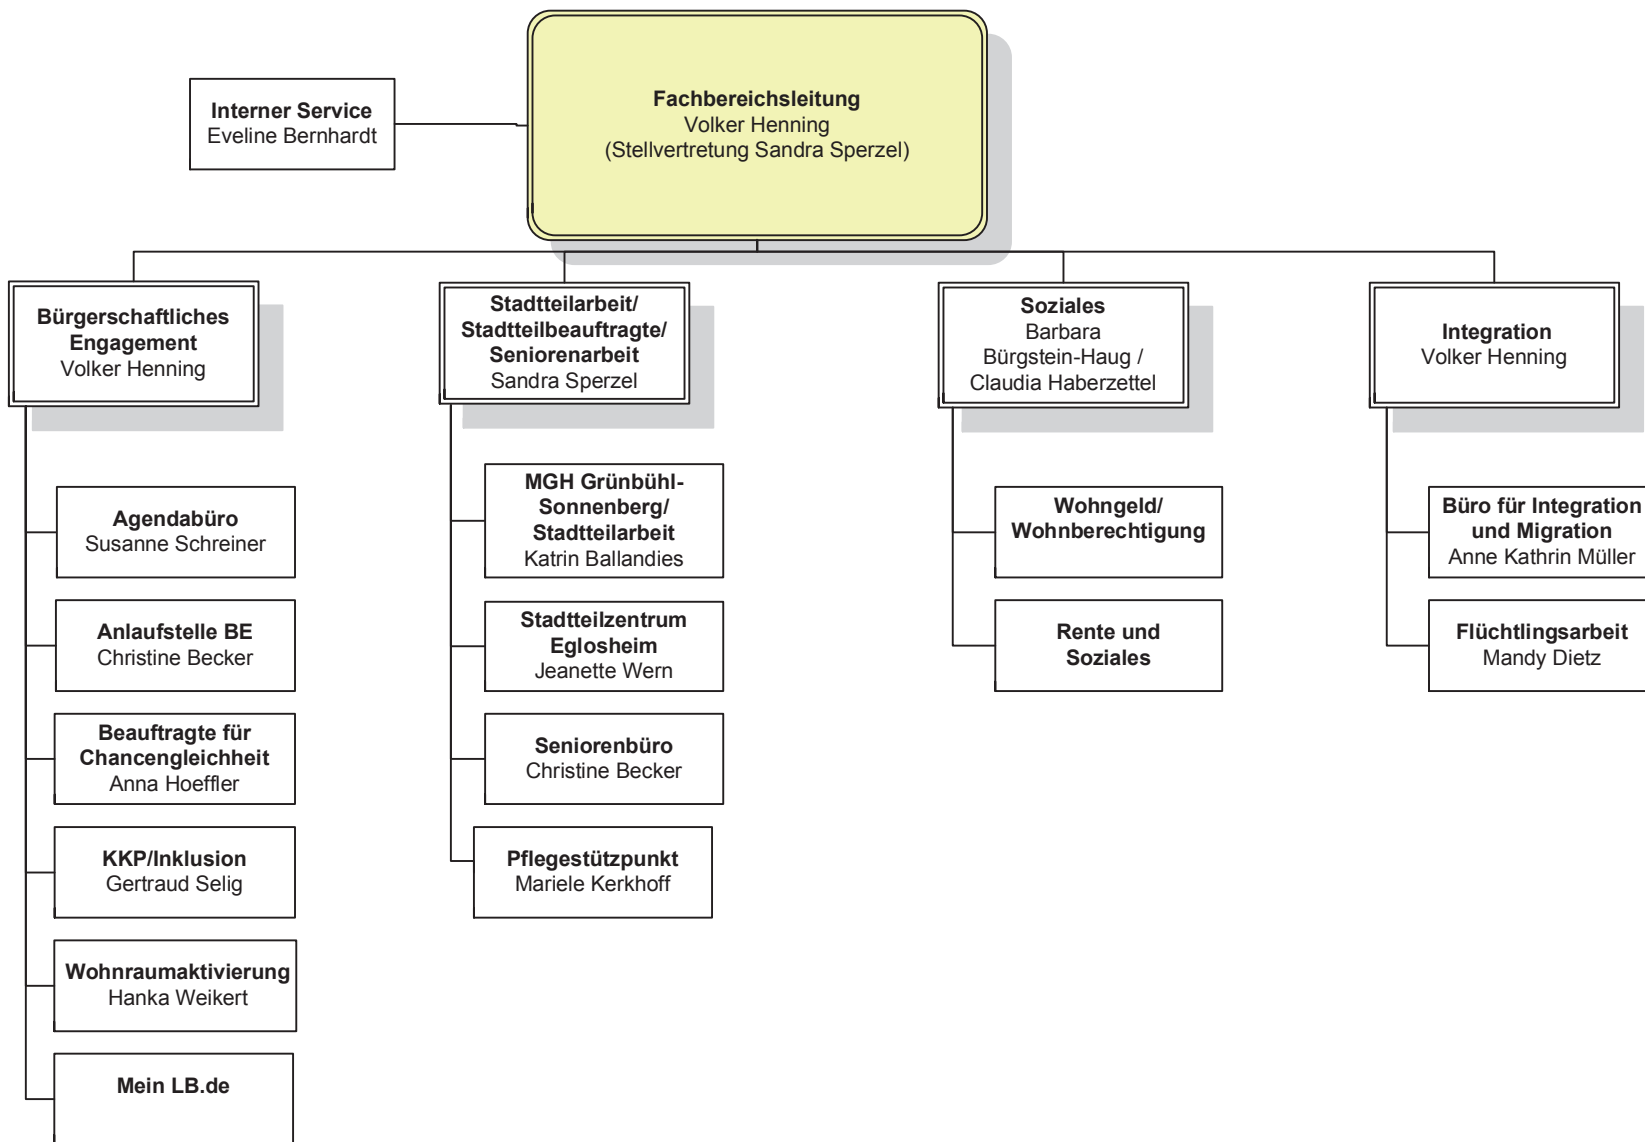 Fachbereichsleitung
Volker Henning
(Stellvertretung Sandra Sperzel)
Interner Service
Eveline Bernhardt
Bürgerschaftliches
Engagement
Volker Henning
Agendabüro
Susanne Schreiner
Anlaufstelle BE
Christine Becker
Beauftragte für
Chancengleichheit
Anna Hoeffler
KKP/Inklusion
Gertraud Selig
Wohnraumaktivierung
Hanka Weikert
Mein LB.de
Stadtteilarbeit/
Stadtteilbeauftragte/
Seniorenarbeit
Sandra Sperzel
MGH Grünbühl-
Sonnenberg/
Stadtteilarbeit
Katrin Ballandies
Stadtteilzentrum
Eglosheim
Jeanette Wern
Seniorenbüro
Christine Becker
Pflegestützpunkt
Mariele Kerkhoff
Soziales
Barbara
Bürgstein-Haug /
Claudia Haberzettel
Wohngeld/
Wohnberechtigung
Rente und
Soziales
Integration
Volker Henning
Büro für Integration
und Migration
Anne Kathrin Müller
Flüchtlingsarbeit
Mandy Dietz